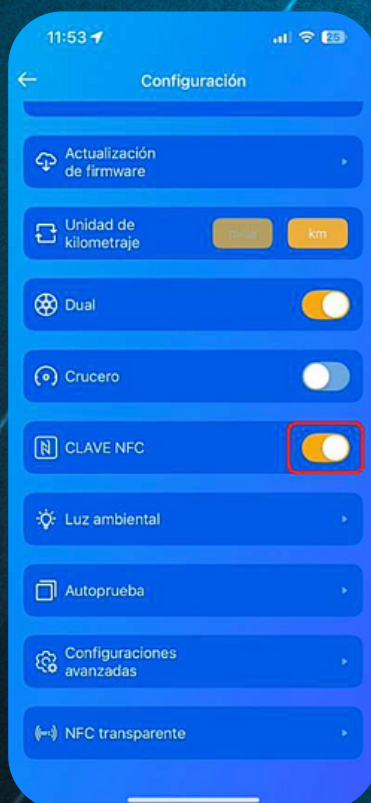 11:53
25
Configuración
Actualización
de firmware
Unidad de
kilometraje
km
Dual
Crucero
CLAVE NFC
Luz ambiental
Autoprueba
Configuraciones
avanzadas
NFC transparente